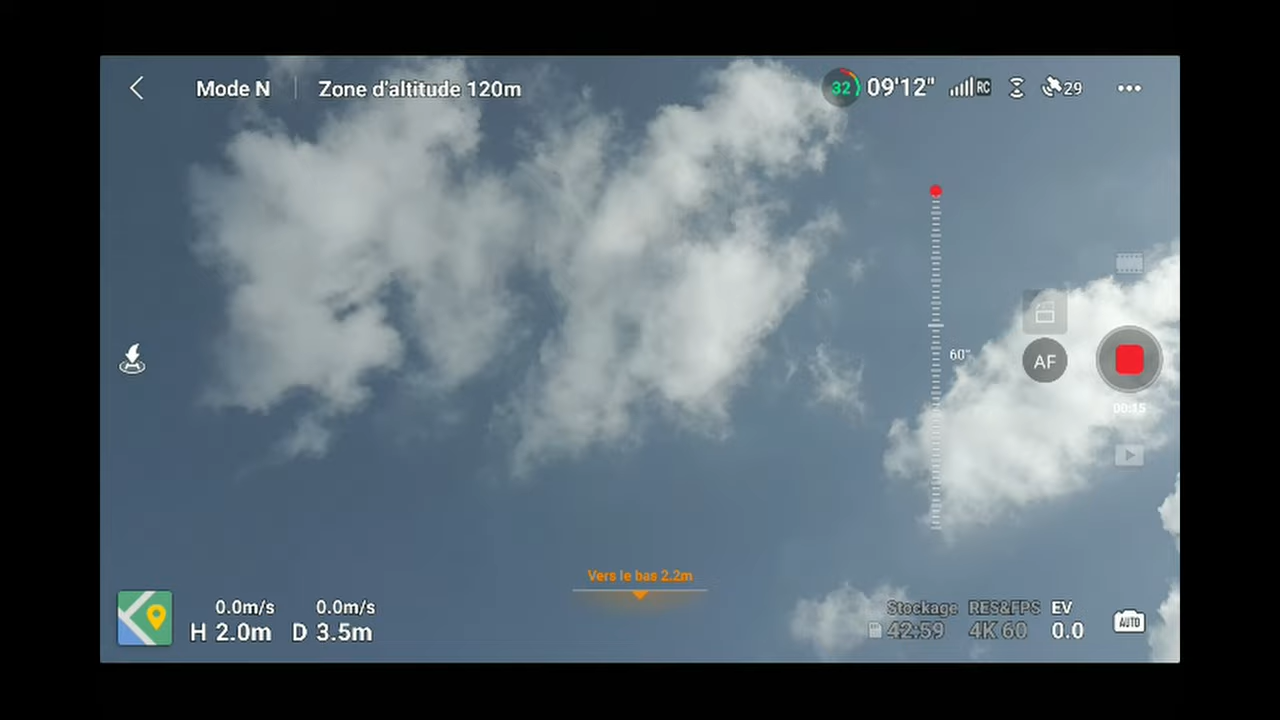 Mode N
Zone d'altitude 120m
32
09'12"
RC
29
60°
AF
00:15
Vers le bas 2.2m
0.0m/s 0.0m/s
H 2.0m D 3.5m
Stockage RES&FPS EV
42:59 4K 60 0.0
AUTO